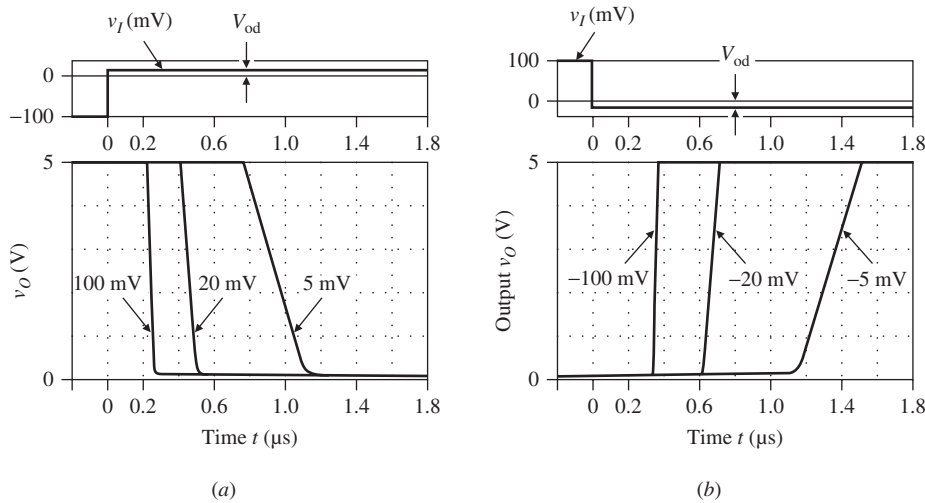 v_I (mV)
V_od
0
−100
0 0.2 0.6 1.0 1.4 1.8
5
v_O (V)
100 mV
20 mV
5 mV
0
0 0.2 0.6 1.0 1.4 1.8
Time t (µs)
(a)
v_I (mV)
V_od
100
0
0 0.2 0.6 1.0 1.4 1.8
5
Output v_O (V)
−100 mV
−20 mV
−5 mV
0
0 0.2 0.6 1.0 1.4 1.8
Time t (µs)
(b)